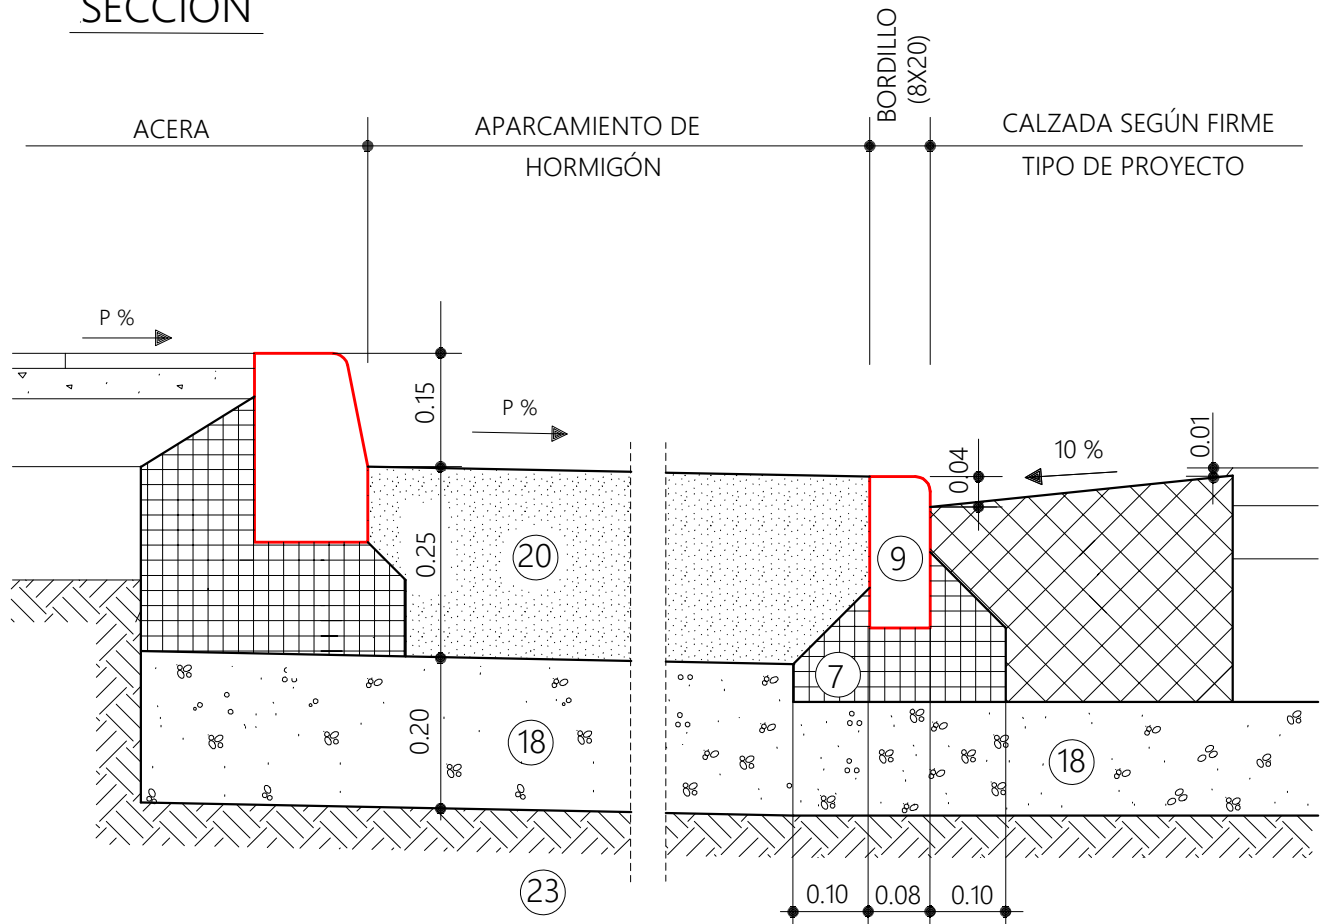 SECCIÓN
BORDILLO
(8X20)
ACERA
APARCAMIENTO DE
HORMIGÓN
CALZADA SEGÚN FIRME
TIPO DE PROYECTO
P %
0.15
P %
0.04
10 %
0.01
0.25
20
9
7
0.20
18
18
23
0.10
0.08
0.10